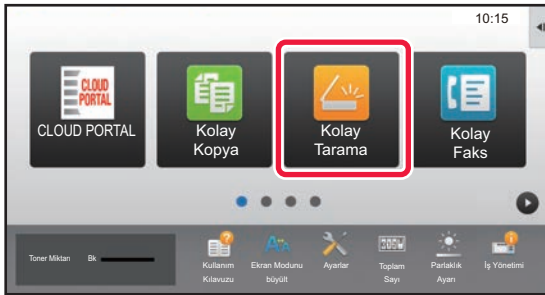 10:15
CLOUD
PORTAL
CLOUD PORTAL
Kolay
Kopya
Kolay
Tarama
Kolay
Faks
Toner Miktarı
Bk
Kullanım
Kılavuzu
Ekran Modunu
büyült
Ayarlar
Toplam
Sayı
Parlaklık
Ayarı
İş Yönetimi